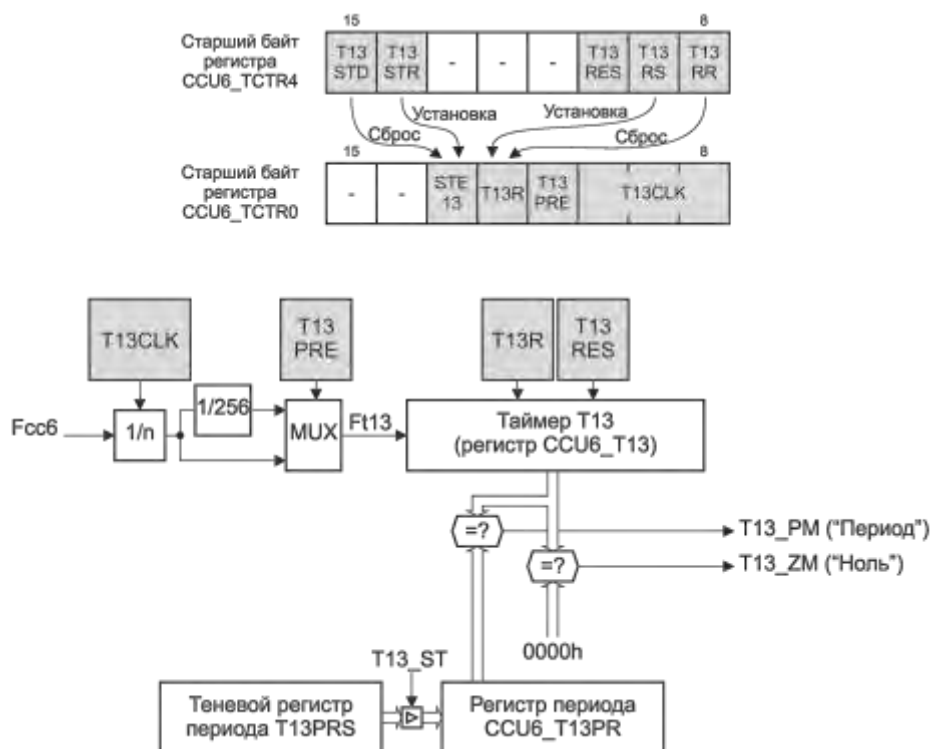 15
8
Старший байт
регистра
CCU6_TCTR4
T13
STD
T13
STR
-
-
-
T13
RES
T13
RS
T13
RR
Установка
Установка
Сброс
Сброс
15
8
Старший байт
регистра
CCU6_TCTR0
-
-
STE
13
T13R
T13
PRE
T13CLK
T13CLK
T13
PRE
T13R
T13
RES
Fcc6
1/n
1/256
MUX
Ft13
Таймер T13
(регистр CCU6_T13)
=?
T13_PM ("Период")
=?
T13_ZM ("Ноль")
0000h
T13_ST
Теневой регистр
периода T13PRS
Регистр периода
CCU6_T13PR